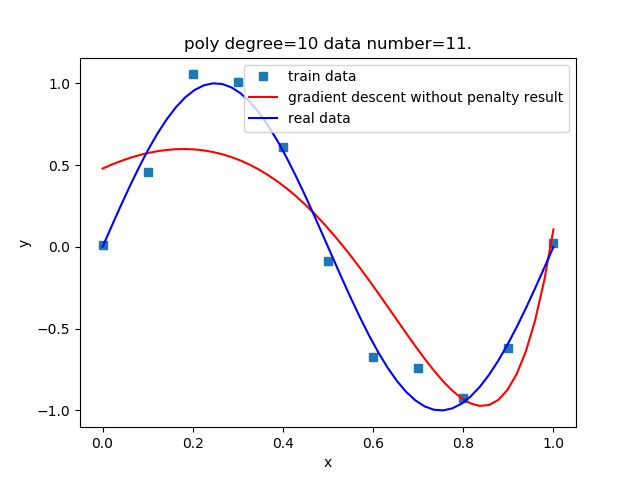 poly degree=10 data number=11.
train data
gradient descent without penalty result
real data
y
1.0
0.5
0.0
−0.5
−1.0
0.0 0.2 0.4 0.6 0.8 1.0
x